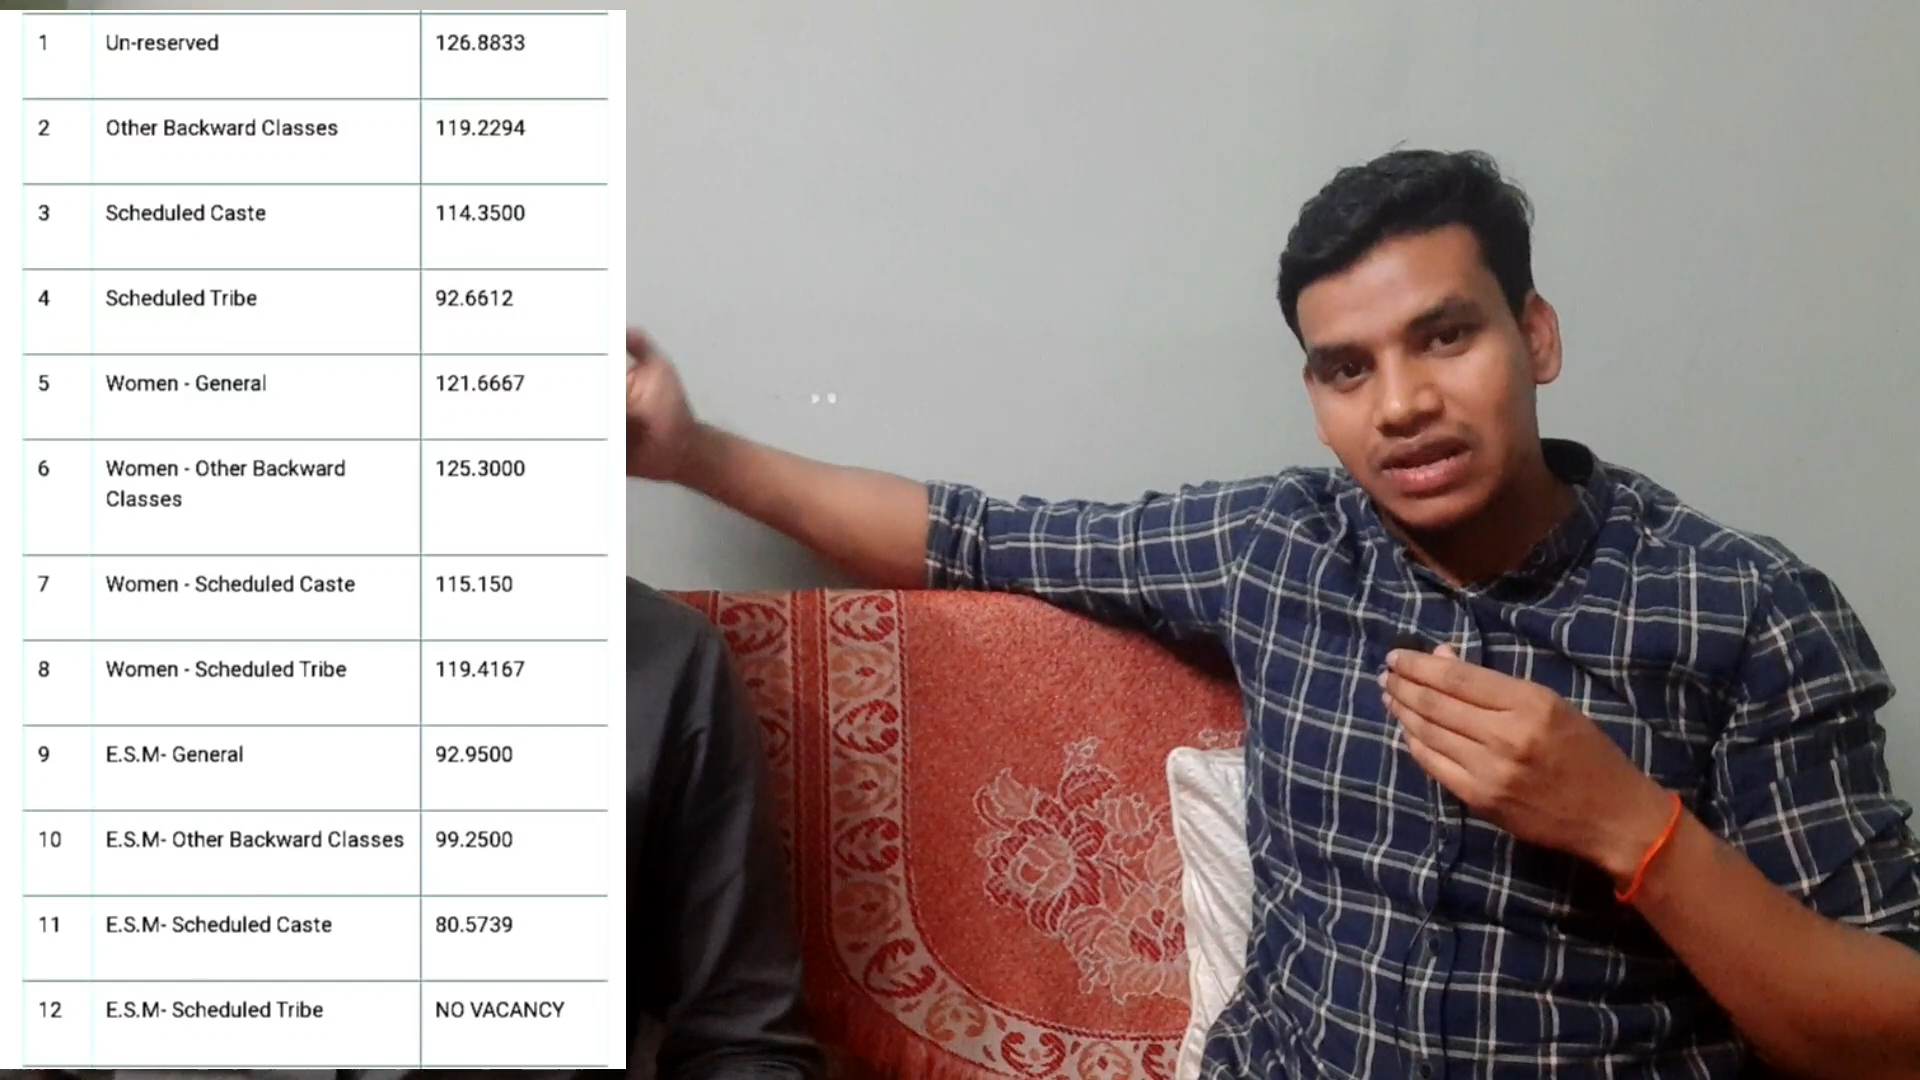 1 Un-reserved 126.8833
2 Other Backward Classes 119.2294
3 Scheduled Caste 114.3500
4 Scheduled Tribe 92.6612
5 Women - General 121.6667
6 Women - Other Backward 125.3000
Classes
7 Women - Scheduled Caste 115.150
8 Women - Scheduled Tribe 119.4167
9 E.S.M- General 92.9500
10 E.S.M- Other Backward Classes 99.2500
11 E.S.M- Scheduled Caste 80.5739
12 E.S.M- Scheduled Tribe NO VACANCY